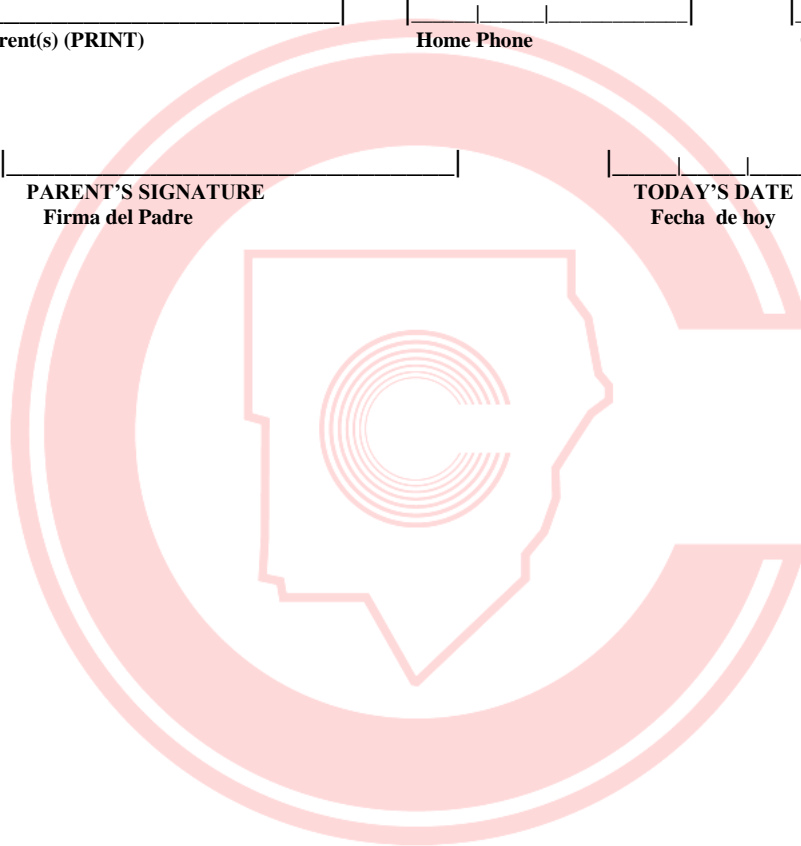 rent(s) (PRINT) Home Phone
PARENT'S SIGNATURE TODAY'S DATE
Firma del Padre Fecha de hoy